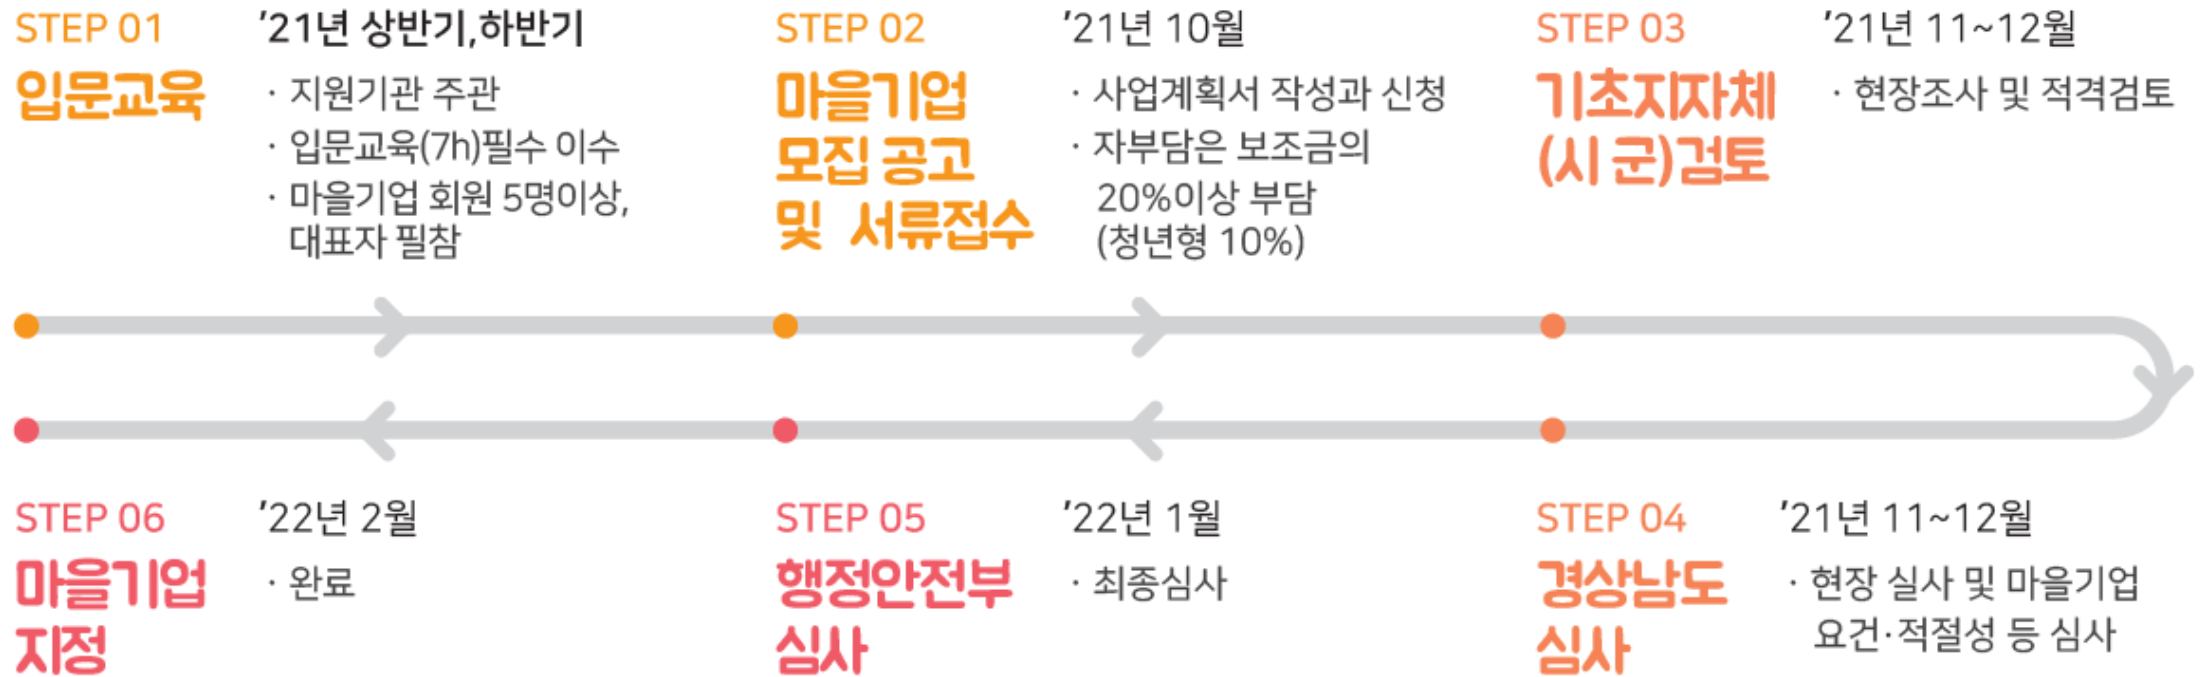 STEP 01
입문교육
’21년 상반기,하반기
· 지원기관 주관
· 입문교육(7h)필수 이수
· 마을기업 회원 5명이상,
대표자 필참
STEP 02
마을기업
모집 공고
및 서류접수
’21년 10월
· 사업계획서 작성과 신청
· 자부담은 보조금의
20%이상 부담
(청년형 10%)
STEP 03
기초지자체
(시 군)검토
’21년 11~12월
· 현장조사 및 적격검토
STEP 04
경상남도
심사
’21년 11~12월
· 현장 실사 및 마을기업
요건·적절성 등 심사
STEP 05
행정안전부
심사
’22년 1월
· 최종심사
STEP 06
마을기업
지정
’22년 2월
· 완료